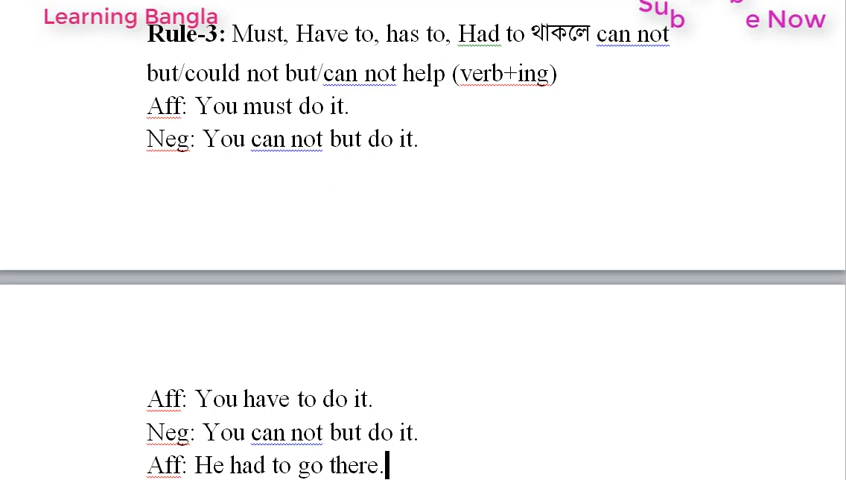 Learning Bangla
Su
b
e Now
Rule-3: Must, Have to, has to, Had to থাকলে can not
but/could not but/can not help (verb+ing)
Aff: You must do it.
Neg: You can not but do it.
Aff: You have to do it.
Neg: You can not but do it.
Aff: He had to go there.